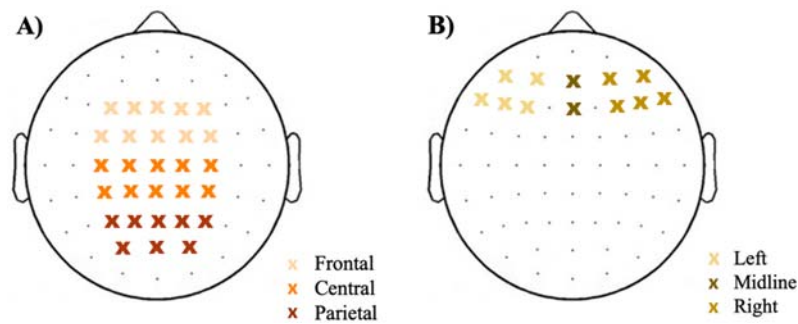 A)
B)
x Frontal
x Central
x Parietal
x Left
x Midline
x Right